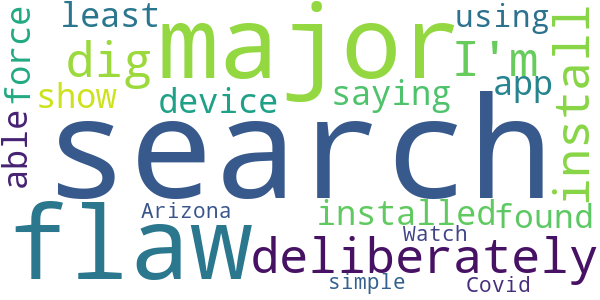 least
using
force
major
I'm
install
dig
show
device
saying
app
able
search
Arizona
installed
found
flaw
deliberately
Watch
simple
Covid